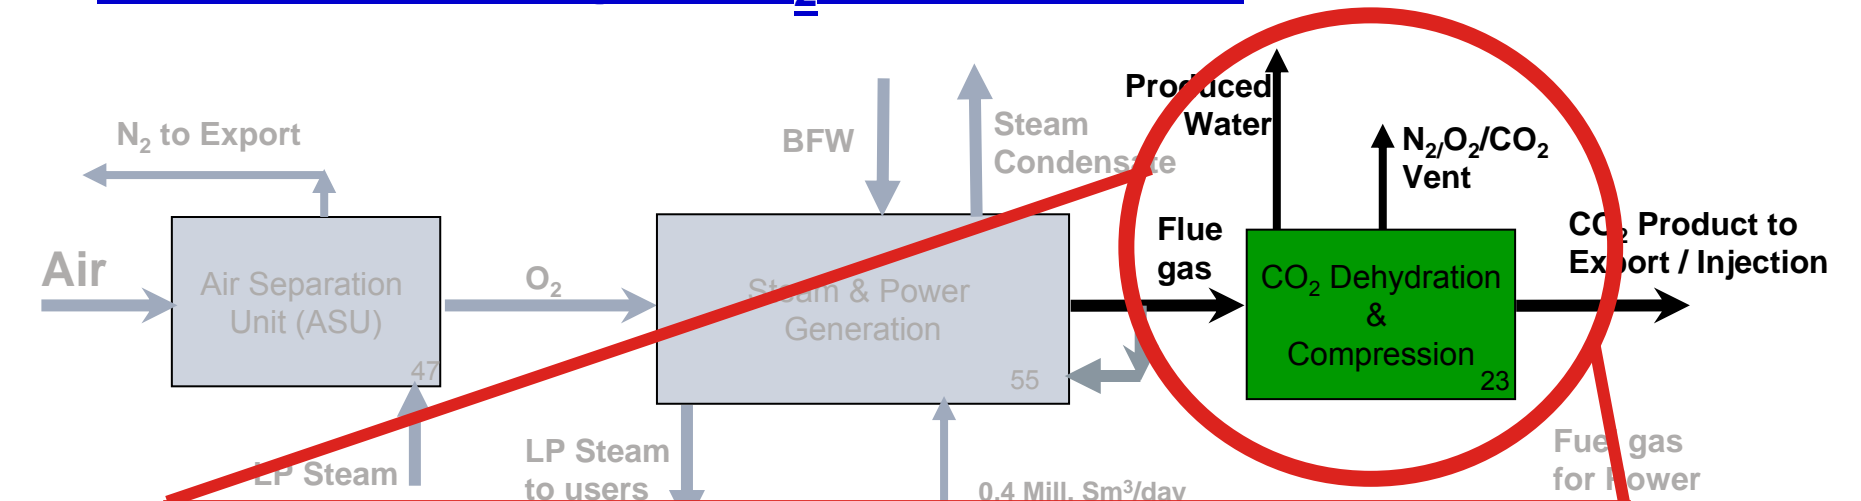 Produced
Water
N2 to Export
BFW
Steam
Condensate
N2/O2/CO2
Vent
Air
Air Separation
Unit (ASU)
47
O2
Steam & Power
Generation
55
Flue
gas
CO2 Dehydration
&
Compression
23
CO2 Product to
Export / Injection
LP Steam
LP Steam
to users
0.4 Mill. Sm3/day
Fuel gas
for Power